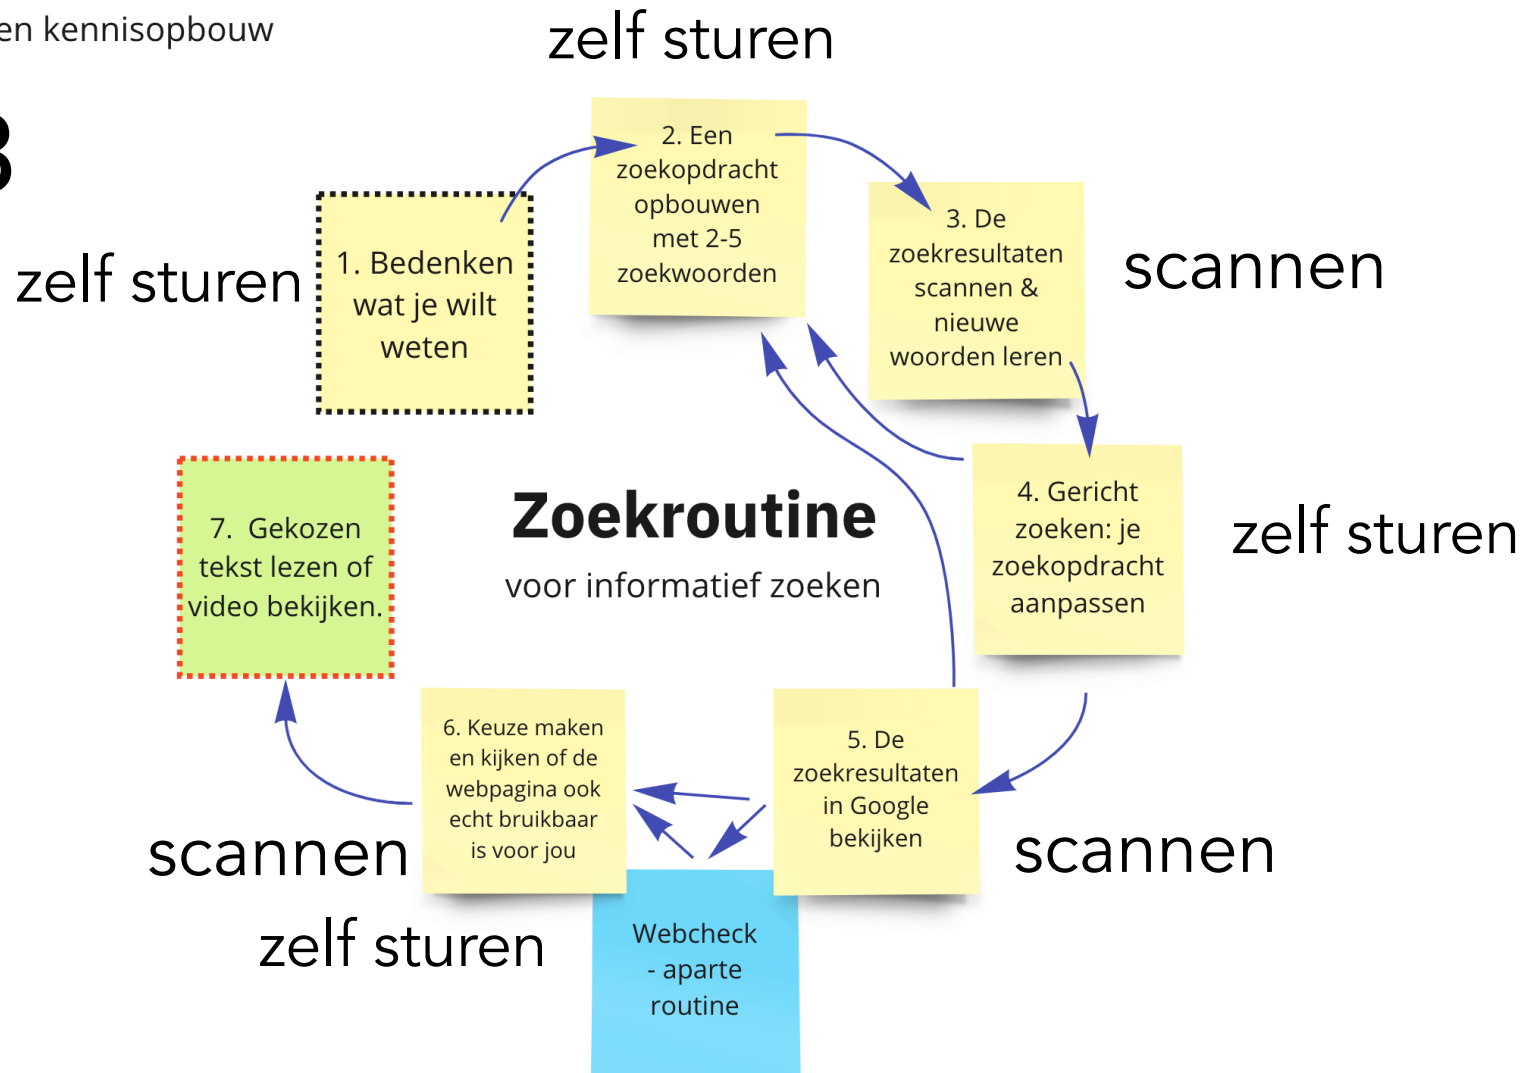 en kennisopbouw
zelf sturen
3
2. Een
zoekopdracht
opbouwen
met 2-5
zoekwoorden
zelf sturen
1. Bedenken
wat je wilt
weten
3. De
zoekresultaten
scannen &
nieuwe
woorden leren
scannen
4. Gericht
zoeken: je
zoekopdracht
aanpassen
zelf sturen
Zoekroutine
voor informatief zoeken
7. Gekozen
tekst lezen of
video bekijken.
6. Keuze maken
en kijken of de
webpagina ook
echt bruikbaar
is voor jou
5. De
zoekresultaten
in Google
bekijken
scannen
scannen
zelf sturen
Webcheck
- aparte
routine